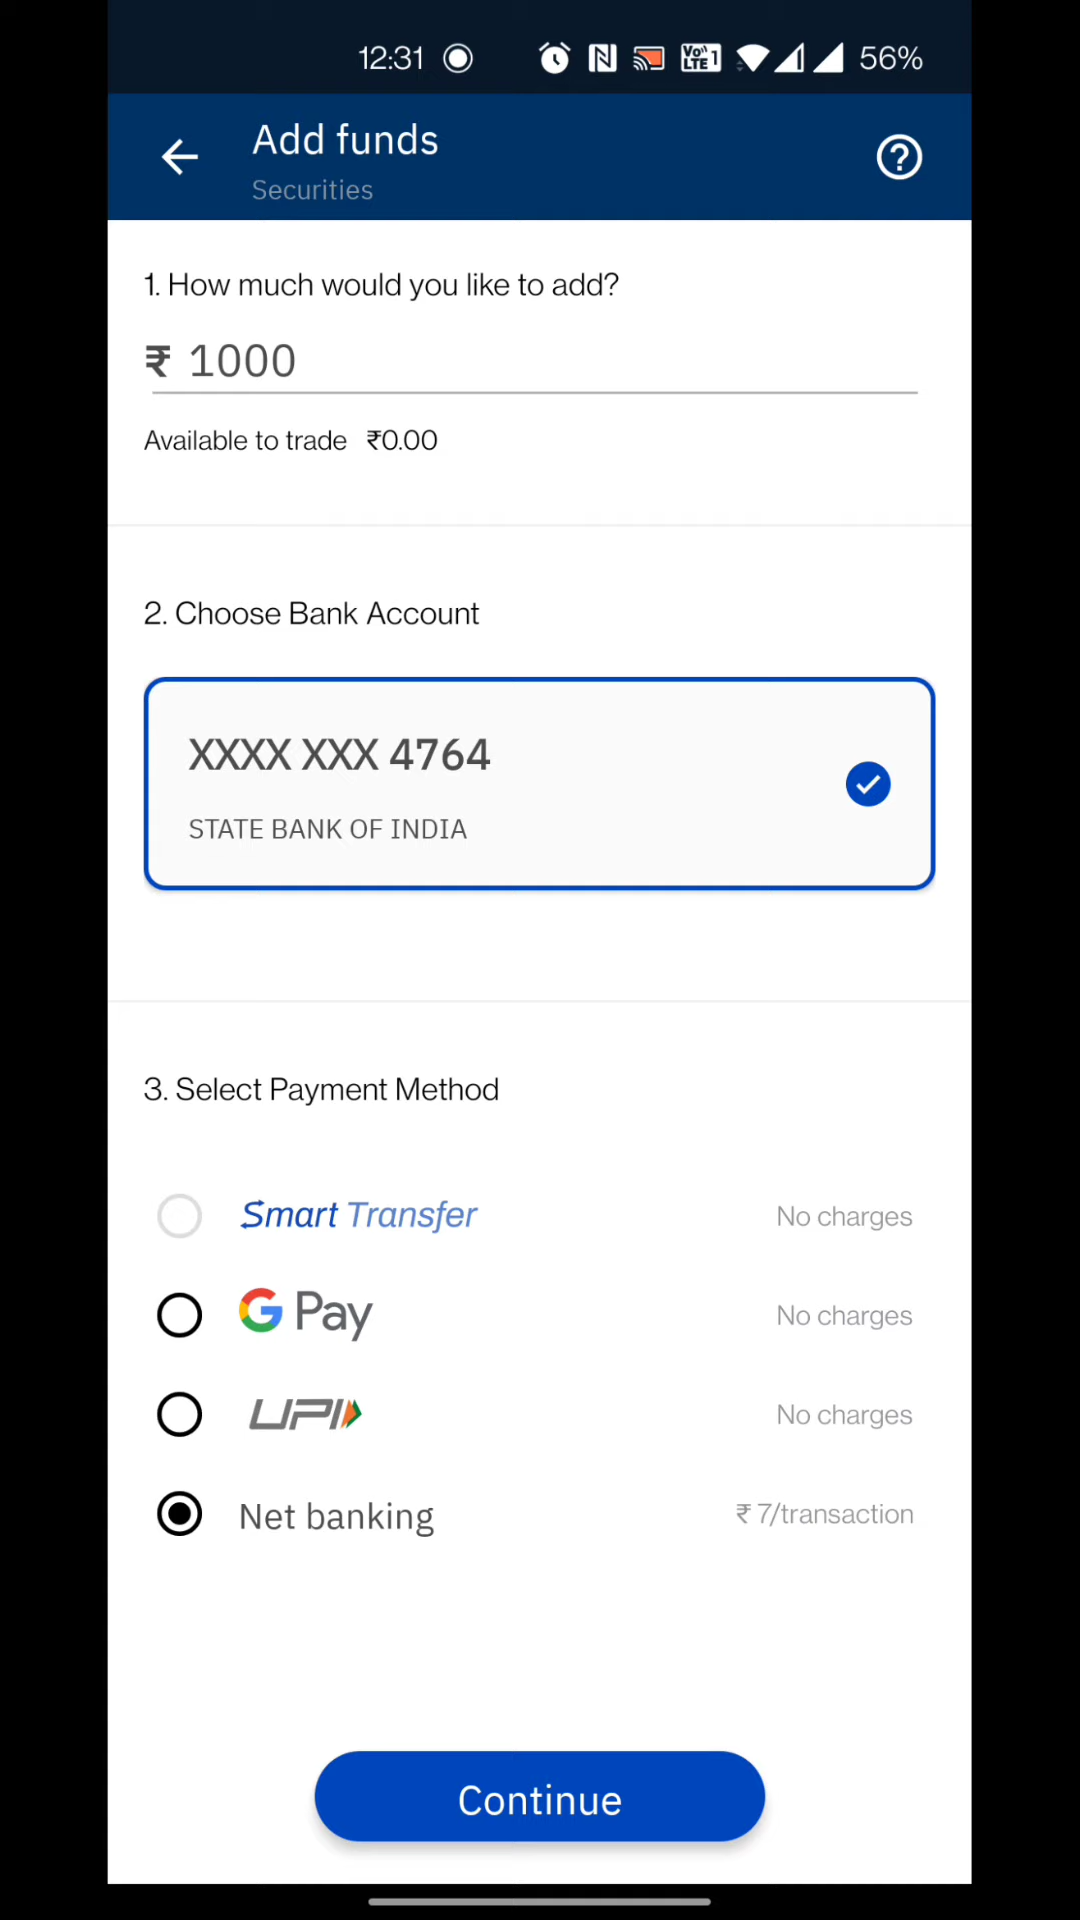 12:31 VoLTE 1 56%
Add funds
Securities
1. How much would you like to add?
₹ 1000
Available to trade ₹0.00
2. Choose Bank Account
XXXX XXX 4764
STATE BANK OF INDIA
3. Select Payment Method
Smart Transfer No charges
G Pay No charges
UPI No charges
Net banking ₹ 7/transaction
Continue